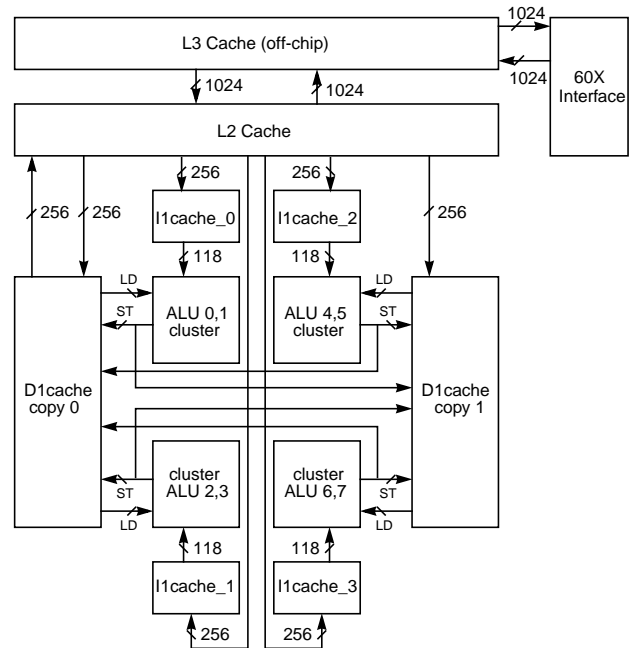 1024
L3 Cache (off-chip)
1024
60X
Interface
1024
1024
L2 Cache
256
256
256
256
256
I1cache_0
I1cache_2
118
118
LD
LD
ALU 0,1
cluster
ALU 4,5
cluster
ST
ST
D1cache
copy 0
D1cache
copy 1
cluster
ALU 2,3
cluster
ALU 6,7
ST
ST
LD
LD
118
118
I1cache_1
I1cache_3
256
256